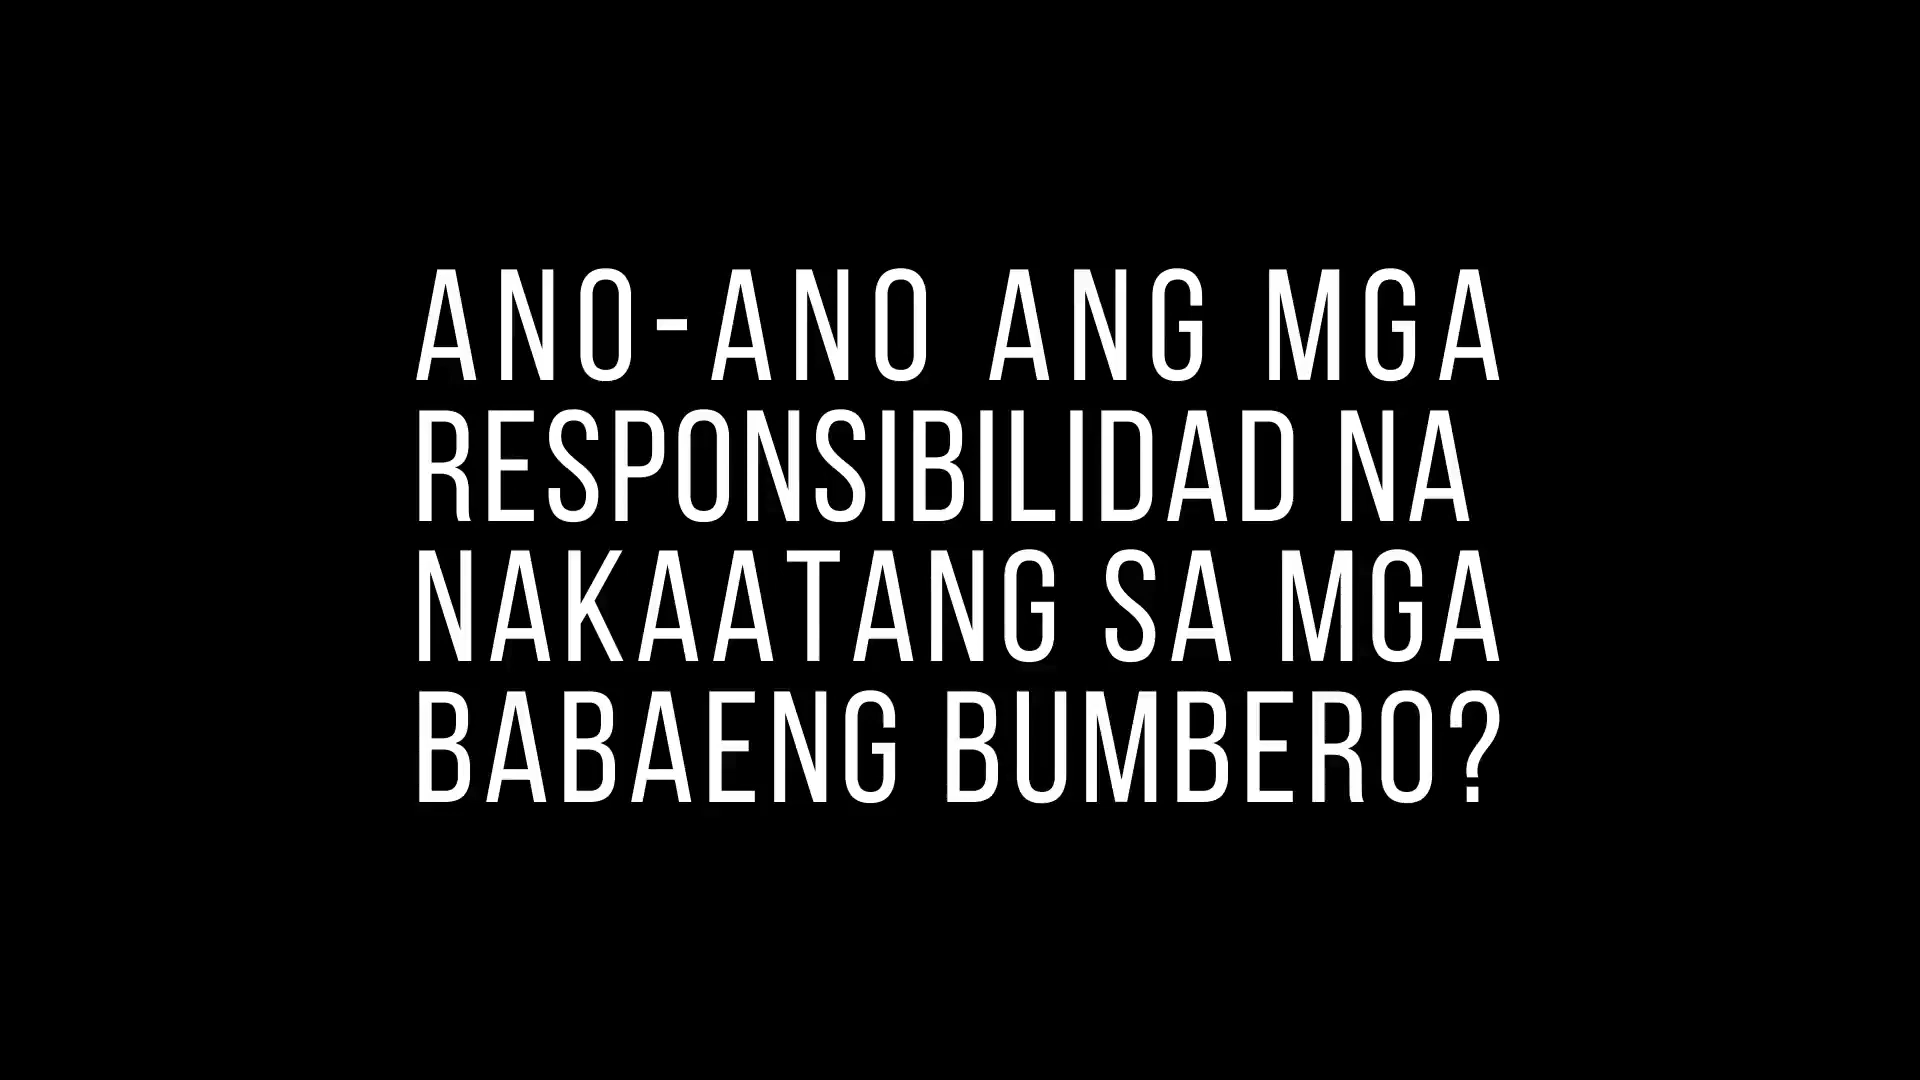 ANO-ANO ANG MGA
RESPONSIBILIDAD NA
NAKAATANG SA MGA
BABAENG BUMBERO?